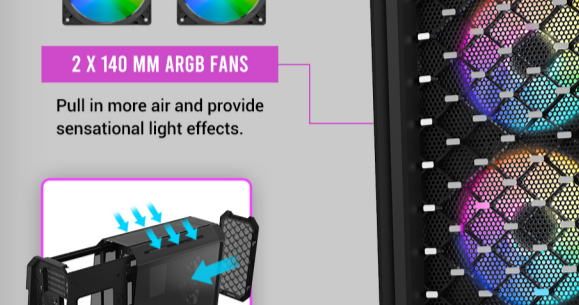 2 X 140 MM ARGB FANS
Pull in more air and provide
sensational light effects.